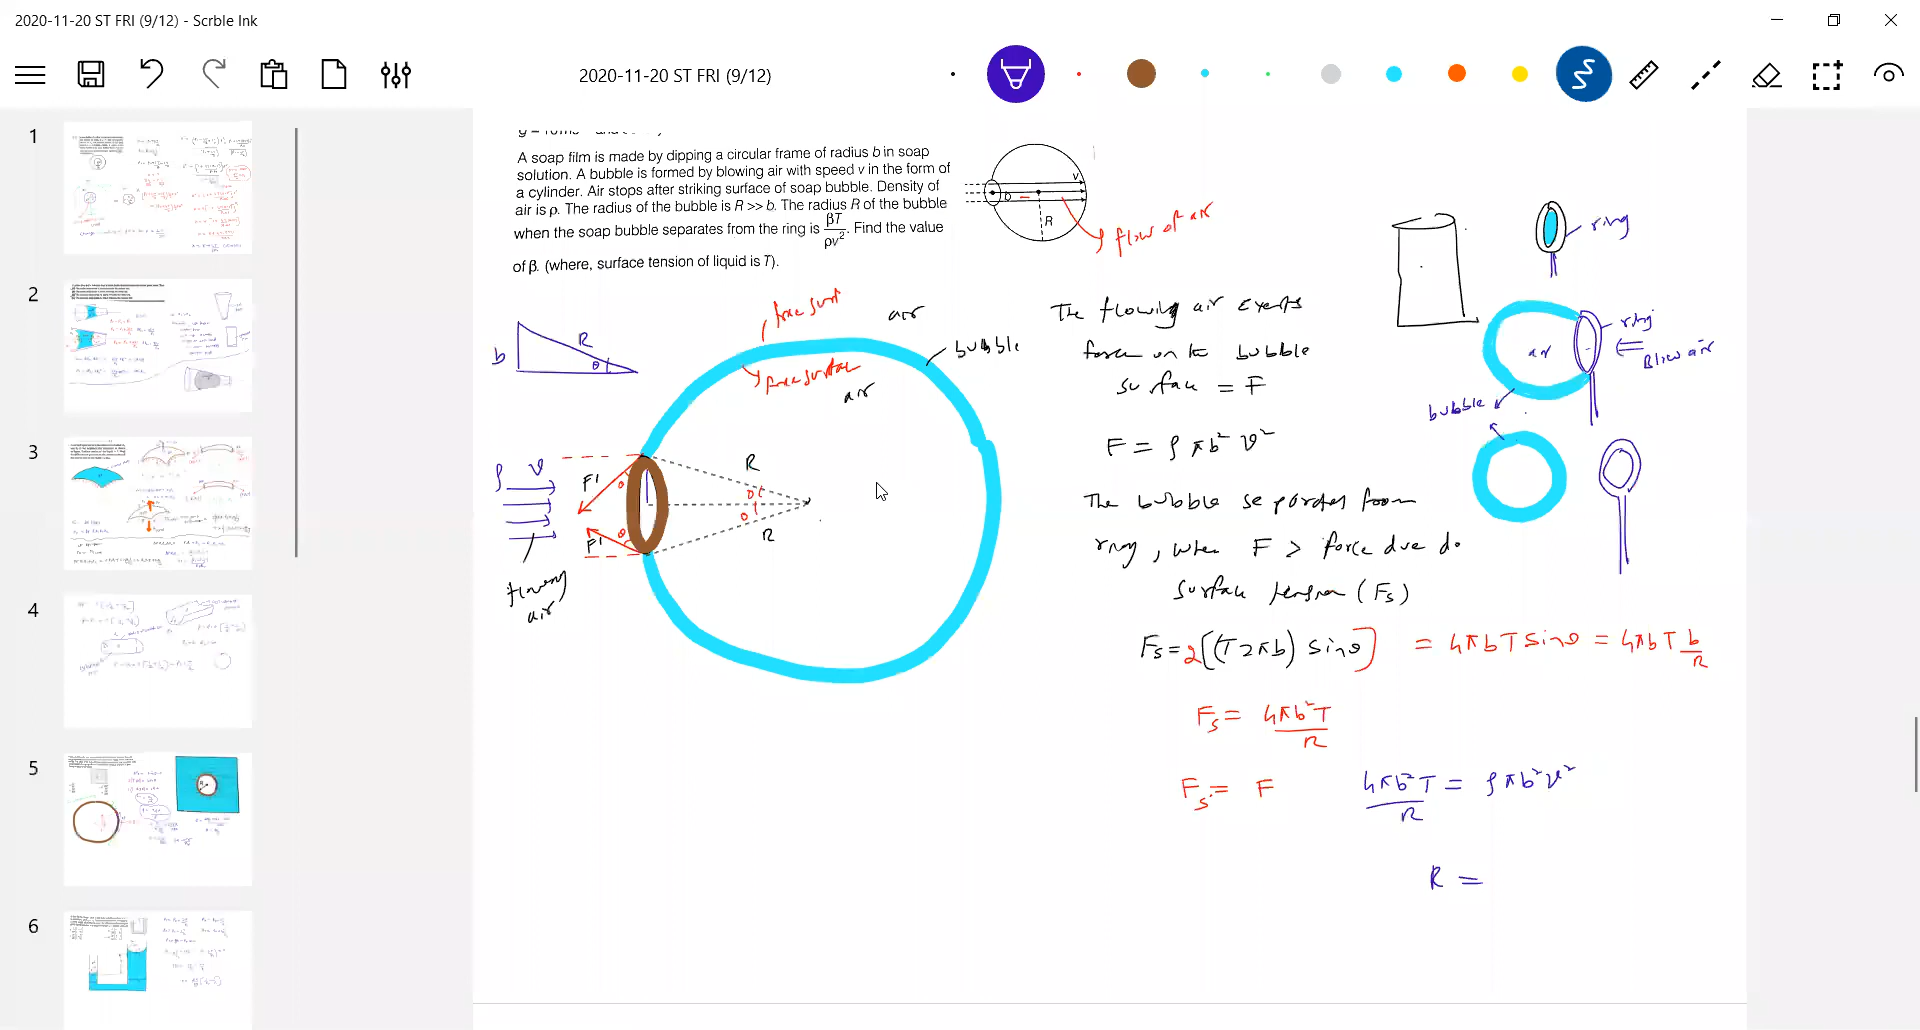 2020-11-20 ST FRI (9/12) - Scrble Ink
2020-11-20 ST FRI (9/12)
1
2
3
4
5
6
A soap film is made by dipping a circular frame of radius b in soap
solution. A bubble is formed by blowing air with speed v in the form of
a cylinder. Air stops after striking surface of soap bubble. Density of
air is ρ. The radius of the bubble is R >> b. The radius R of the bubble
when the soap bubble separates from the ring is βT/ρv². Find the value
of β. (where, surface tension of liquid is T).
b
v
R
flow of air
ring
ring
air
Blow air
bubble
b
R
θ
free surf
free surface
air
air
bubble
ρ v
F'
θ
F'
θ
R
θ
θ
R
flowing
air
The flowing air exerts
force on the bubble
surface = F
F = ρ π b² v²
The bubble separates from
ring, when F > force due to
surface tension (Fs)
Fs = 2[(T 2πb) sinθ] = 4πbT sinθ = 4πbT b/R
Fs = 4πb²T/R
Fs = F 4πb²T/R = ρπb²v²
R =